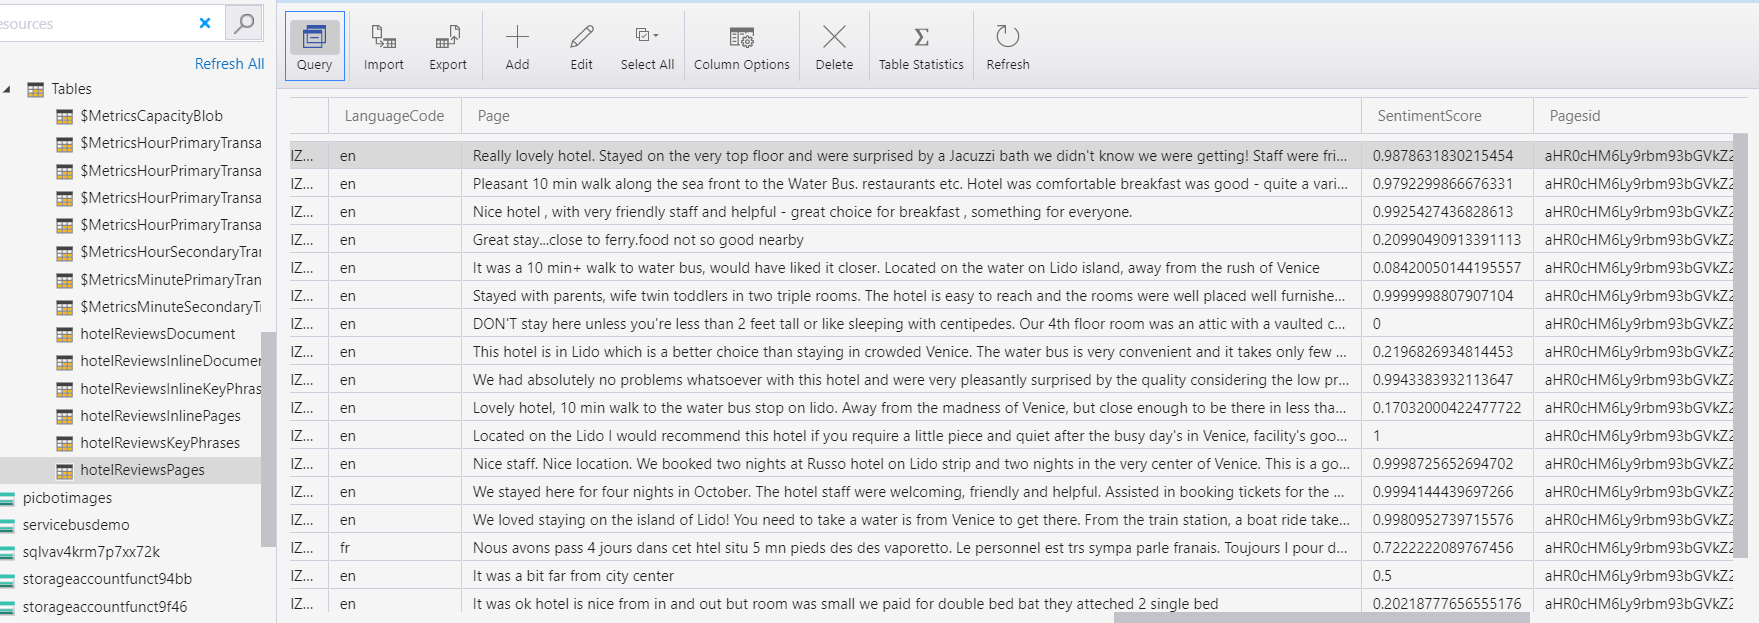 esources
Refresh All
Tables
$MetricsCapacityBlob
$MetricsHourPrimaryTransa
$MetricsHourPrimaryTransa
$MetricsHourPrimaryTransa
$MetricsHourPrimaryTransa
$MetricsHourPrimaryTransa
$MetricsHourSecondaryTrar
$MetricsMinutePrimaryTran
$MetricsMinuteSecondaryTı
hotelReviewsDocument
hotelReviewsInlineDocumer
hotelReviewsInlineKeyPhras
hotelReviewsInlinePages
hotelReviewsKeyPhrases
hotelReviewsPages
picbotimages
servicebusdemo
sqlvav4krm7p7xx72k
storageaccountfunct94bb
storageaccountfunct9f46
Query Import Export Add Edit Select All Column Options Delete Table Statistics Refresh
LanguageCode Page SentimentScore Pagesid
IZ... en Really lovely hotel. Stayed on the very top floor and were surprised by a Jacuzzi bath we didn't know we were getting! Staff were fri... 0.9878631830215454 aHR0cHM6Ly9rbm93bGVkZ2
IZ... en Pleasant 10 min walk along the sea front to the Water Bus. restaurants etc. Hotel was comfortable breakfast was good - quite a vari... 0.9792299866676331 aHR0cHM6Ly9rbm93bGVkZ2
IZ... en Nice hotel , with very friendly staff and helpful - great choice for breakfast , something for everyone. 0.9925427436828613 aHR0cHM6Ly9rbm93bGVkZ2
IZ... en Great stay...close to ferry.food not so good nearby 0.20990490913391113 aHR0cHM6Ly9rbm93bGVkZ2
IZ... en It was a 10 min+ walk to water bus, would have liked it closer. Located on the water on Lido island, away from the rush of Venice 0.08420050144195557 aHR0cHM6Ly9rbm93bGVkZ2
IZ... en Stayed with parents, wife twin toddlers in two triple rooms. The hotel is easy to reach and the rooms were well placed well furnishe... 0.9999998807907104 aHR0cHM6Ly9rbm93bGVkZ2
IZ... en DON'T stay here unless you're less than 2 feet tall or like sleeping with centipedes. Our 4th floor room was an attic with a vaulted c... 0 aHR0cHM6Ly9rbm93bGVkZ2
IZ... en This hotel is in Lido which is a better choice than staying in crowded Venice. The water bus is very convenient and it takes only few ... 0.2196826934814453 aHR0cHM6Ly9rbm93bGVkZ2
IZ... en We had absolutely no problems whatsoever with this hotel and were very pleasantly surprised by the quality considering the low pr... 0.9943383932113647 aHR0cHM6Ly9rbm93bGVkZ2
IZ... en Lovely hotel, 10 min walk to the water bus stop on lido. Away from the madness of Venice, but close enough to be there in less tha... 0.17032000422477722 aHR0cHM6Ly9rbm93bGVkZ2
IZ... en Located on the Lido I would recommend this hotel if you require a little piece and quiet after the busy day's in Venice, facility's goo... 1 aHR0cHM6Ly9rbm93bGVkZ2
IZ... en Nice staff. Nice location. We booked two nights at Russo hotel on Lido strip and two nights in the very center of Venice. This is a go... 0.9998725652694702 aHR0cHM6Ly9rbm93bGVkZ2
IZ... en We stayed here for four nights in October. The hotel staff were welcoming, friendly and helpful. Assisted in booking tickets for the ... 0.9994144439697266 aHR0cHM6Ly9rbm93bGVkZ2
IZ... en We loved staying on the island of Lido! You need to take a water is from Venice to get there. From the train station, a boat ride take... 0.9980952739715576 aHR0cHM6Ly9rbm93bGVkZ2
IZ... fr Nous avons pass 4 jours dans cet htel situ 5 mn pieds des des vaporetto. Le personnel est trs sympa parle franais. Toujours l pour d... 0.7222222089767456 aHR0cHM6Ly9rbm93bGVkZ2
IZ... en It was a bit far from city center 0.5 aHR0cHM6Ly9rbm93bGVkZ2
IZ... en It was ok hotel is nice from in and out but room was small we paid for double bed bat they atteched 2 single bed 0.20218777656555176 aHR0cHM6Ly9rbm93bGVkZ2